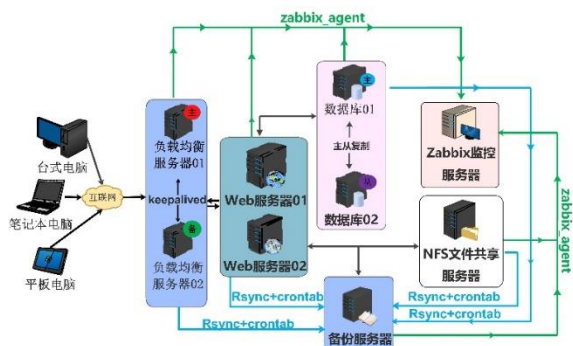 zabbix_agent
主
数据库01
主从复制
从
数据库02
主
负载均衡
服务器01
keepalived
备
负载均衡
服务器02
台式电脑
笔记本电脑
平板电脑
互联网
Web服务器01
Web服务器02
Zabbix监控
服务器
NFS文件共享
服务器
zabbix_agent
Rsync+crontab
Rsync+crontab
Rsync+crontab
Rsync+crontab
备份服务器